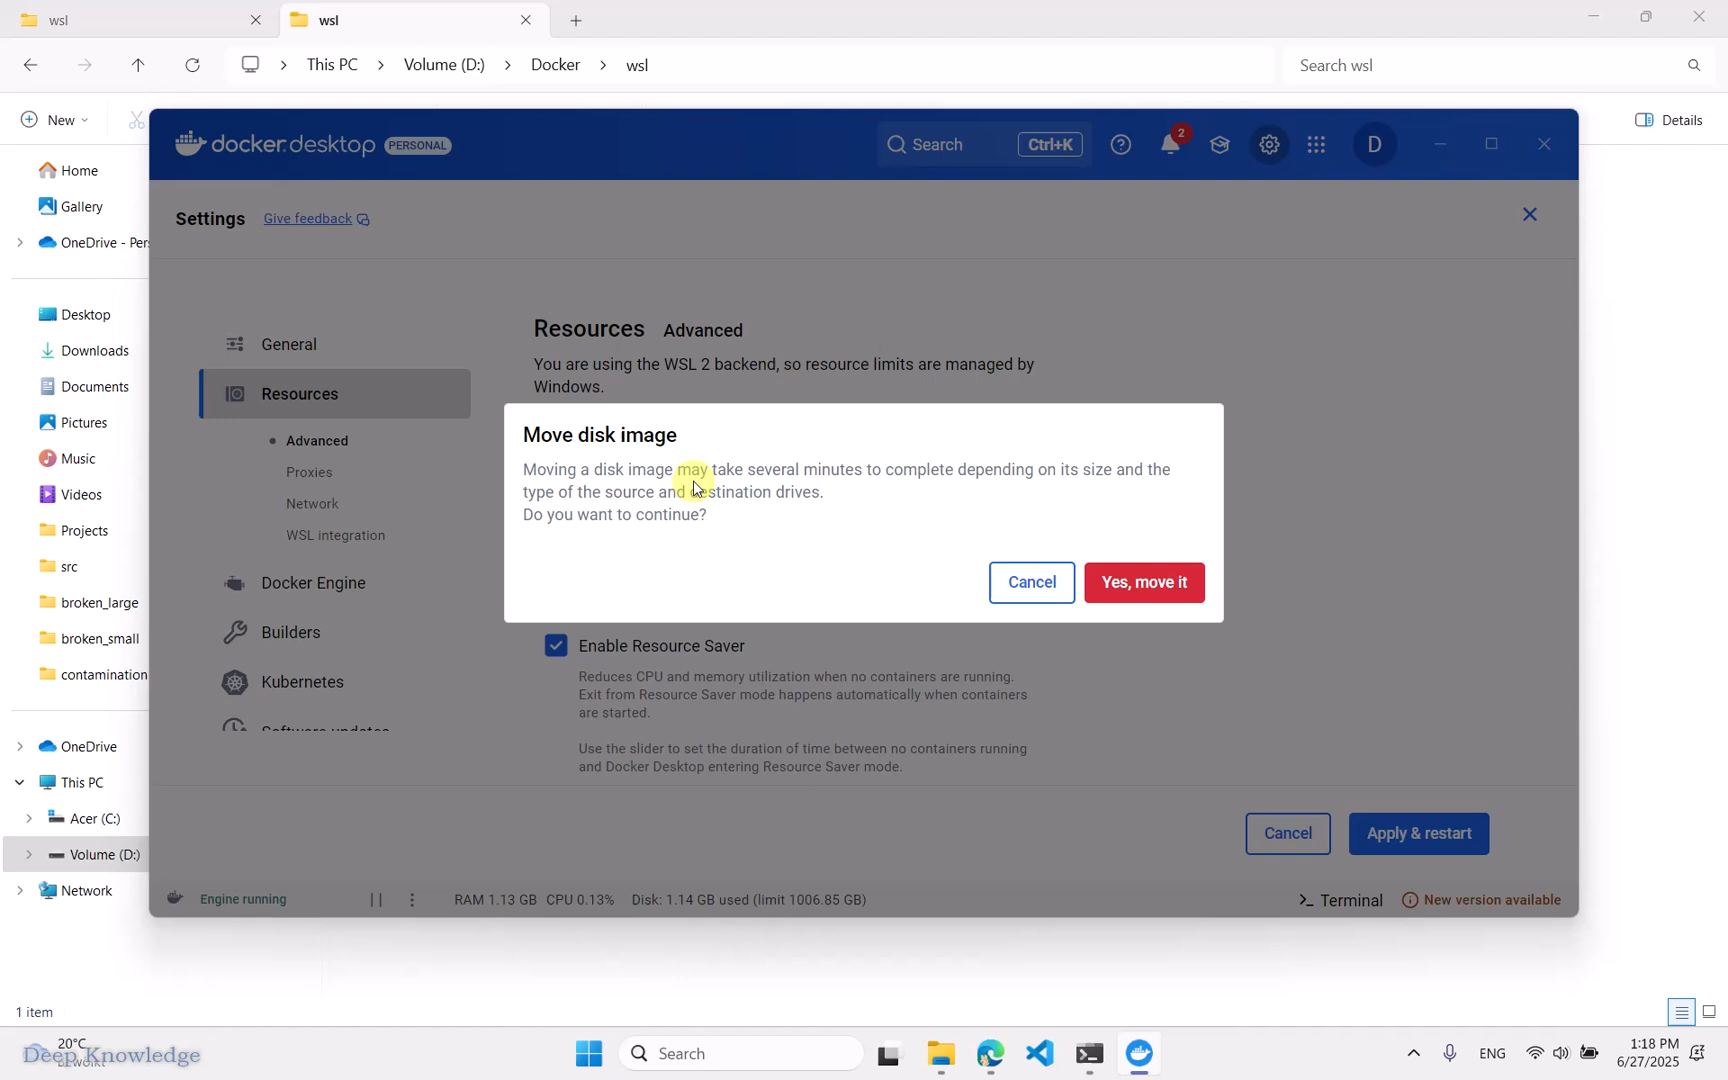 wsl
wsl
This PC > Volume (D:) > Docker > wsl
Search wsl
New
Details
docker desktop PERSONAL
Search Ctrl+K
2
D
Settings Give feedback
Home
Gallery
OneDrive - Per
Desktop
Downloads
Documents
Pictures
Music
Videos
Projects
src
broken_large
broken_small
contamination
OneDrive
This PC
Acer (C:)
Volume (D:)
Network
General
Resources
Advanced
Proxies
Network
WSL integration
Docker Engine
Builders
Kubernetes
Software updates
Resources Advanced
You are using the WSL 2 backend, so resource limits are managed by
Windows.
Move disk image
Moving a disk image may take several minutes to complete depending on its size and the
type of the source and destination drives.
Do you want to continue?
Cancel
Yes, move it
Enable Resource Saver
Reduces CPU and memory utilization when no containers are running.
Exit from Resource Saver mode happens automatically when containers
are started.
Use the slider to set the duration of time between no containers running
and Docker Desktop entering Resource Saver mode.
Cancel
Apply & restart
Engine running
RAM 1.13 GB CPU 0.13% Disk: 1.14 GB used (limit 1006.85 GB)
>_ Terminal
New version available
1 item
20°C
Deep Knowledge
Search
ENG
1:18 PM
6/27/2025